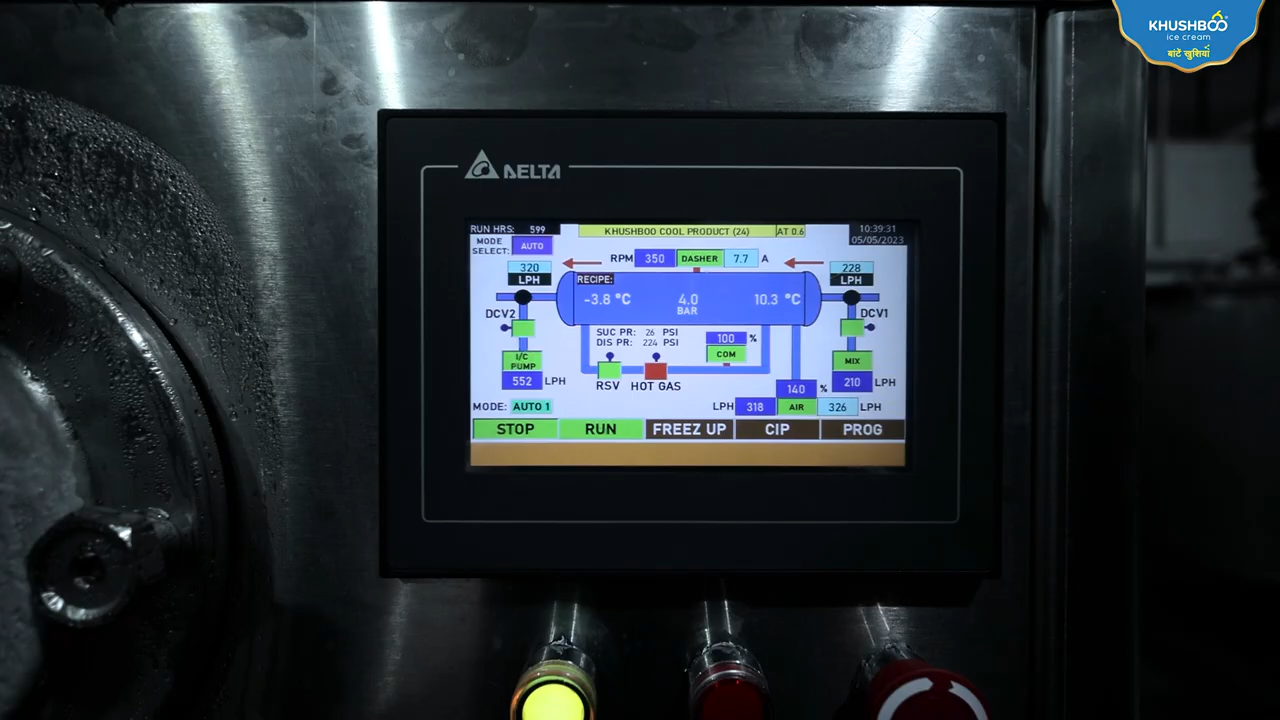 KHUSHBOO
ice cream
बांटें खुशियां
DELTA
RUN HRS: 599
KHUSHBOO COOL PRODUCT (24) AT 0.6
10:39:31
05/05/2023
MODE SELECT: AUTO
RPM 350 DASHER 7.7 A
320 LPH
228 LPH
RECIPE:
-3.8 °C 4.0 BAR 10.3 °C
DCV2
DCV1
SUC PR: 26 PSI
DIS PR: 224 PSI
100 %
COM
I/C PUMP
552 LPH
RSV
HOT GAS
MIX
210 LPH
140 %
MODE: AUTO 1
LPH 318 AIR 326 LPH
STOP RUN FREEZ UP CIP PROG